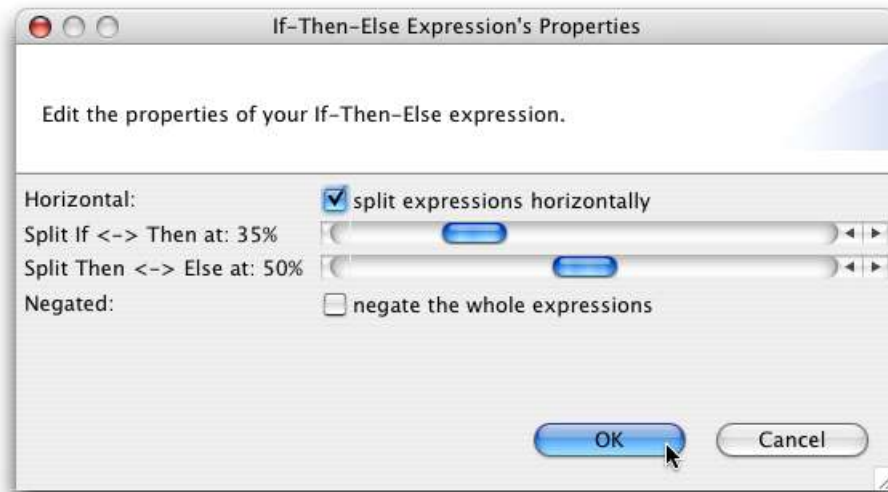 If-Then-Else Expression's Properties
Edit the properties of your If-Then-Else expression.
Horizontal: split expressions horizontally
Split If <-> Then at: 35%
Split Then <-> Else at: 50%
Negated: negate the whole expressions
OK Cancel